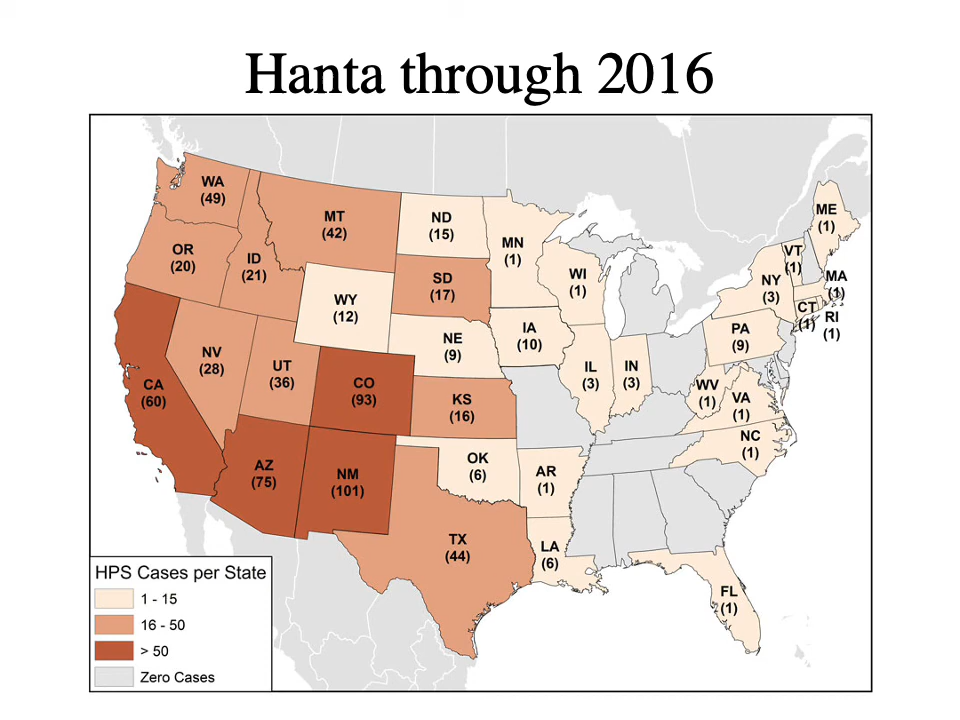 Hanta through 2016
WA
(49)
MT
(42)
ND
(15)
MN
(1)
ME
(1)
OR
(20)
ID
(21)
SD
(17)
WI
(1)
VT
(1)
NY
(3)
MA
(1)
WY
(12)
CT
(1)
RI
(1)
NE
(9)
IA
(10)
PA
(9)
NV
(28)
UT
(36)
CO
(93)
IL
(3)
IN
(3)
CA
(60)
KS
(16)
WV
(1)
VA
(1)
NC
(1)
AZ
(75)
NM
(101)
OK
(6)
AR
(1)
TX
(44)
LA
(6)
FL
(1)
HPS Cases per State
1 - 15
16 - 50
> 50
Zero Cases